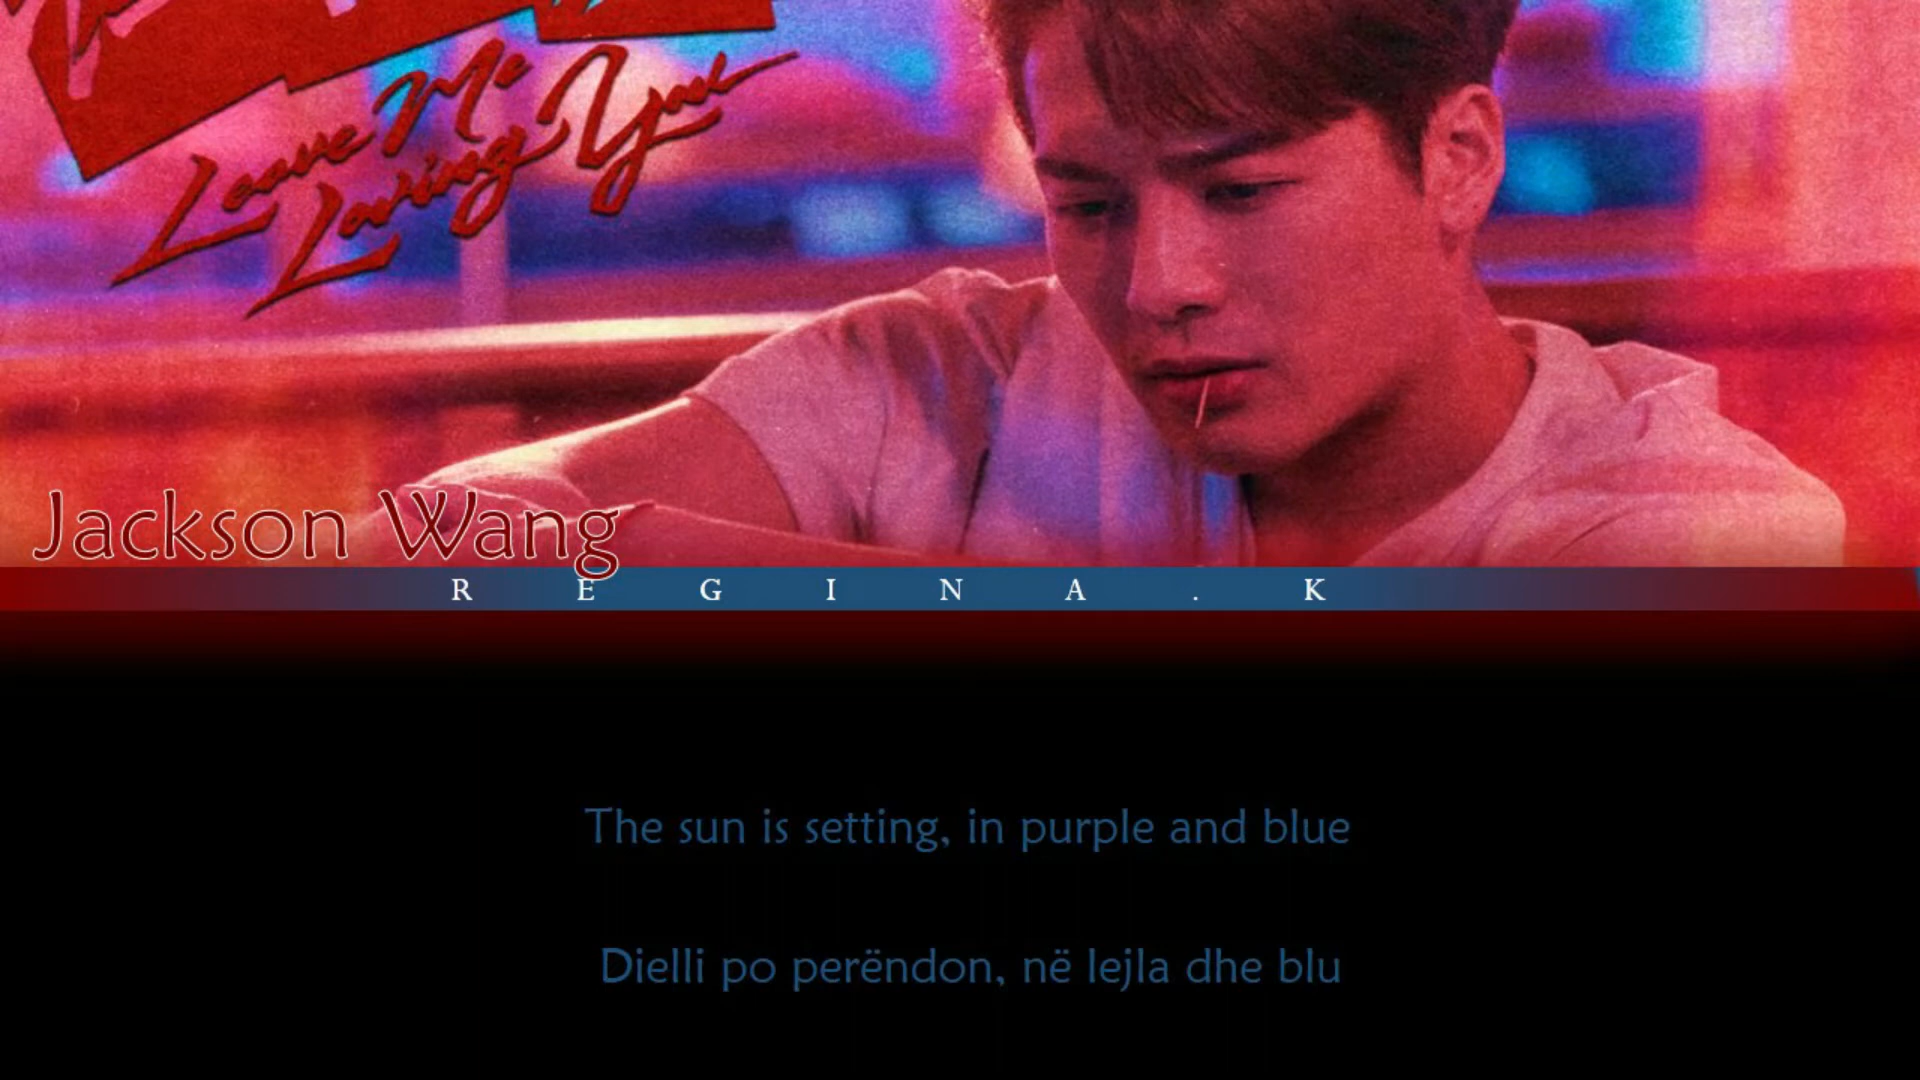 Leave Me
Loving You
Jackson Wang
REGINA.K
The sun is setting, in purple and blue
Dielli po perëndon, në lejla dhe blu